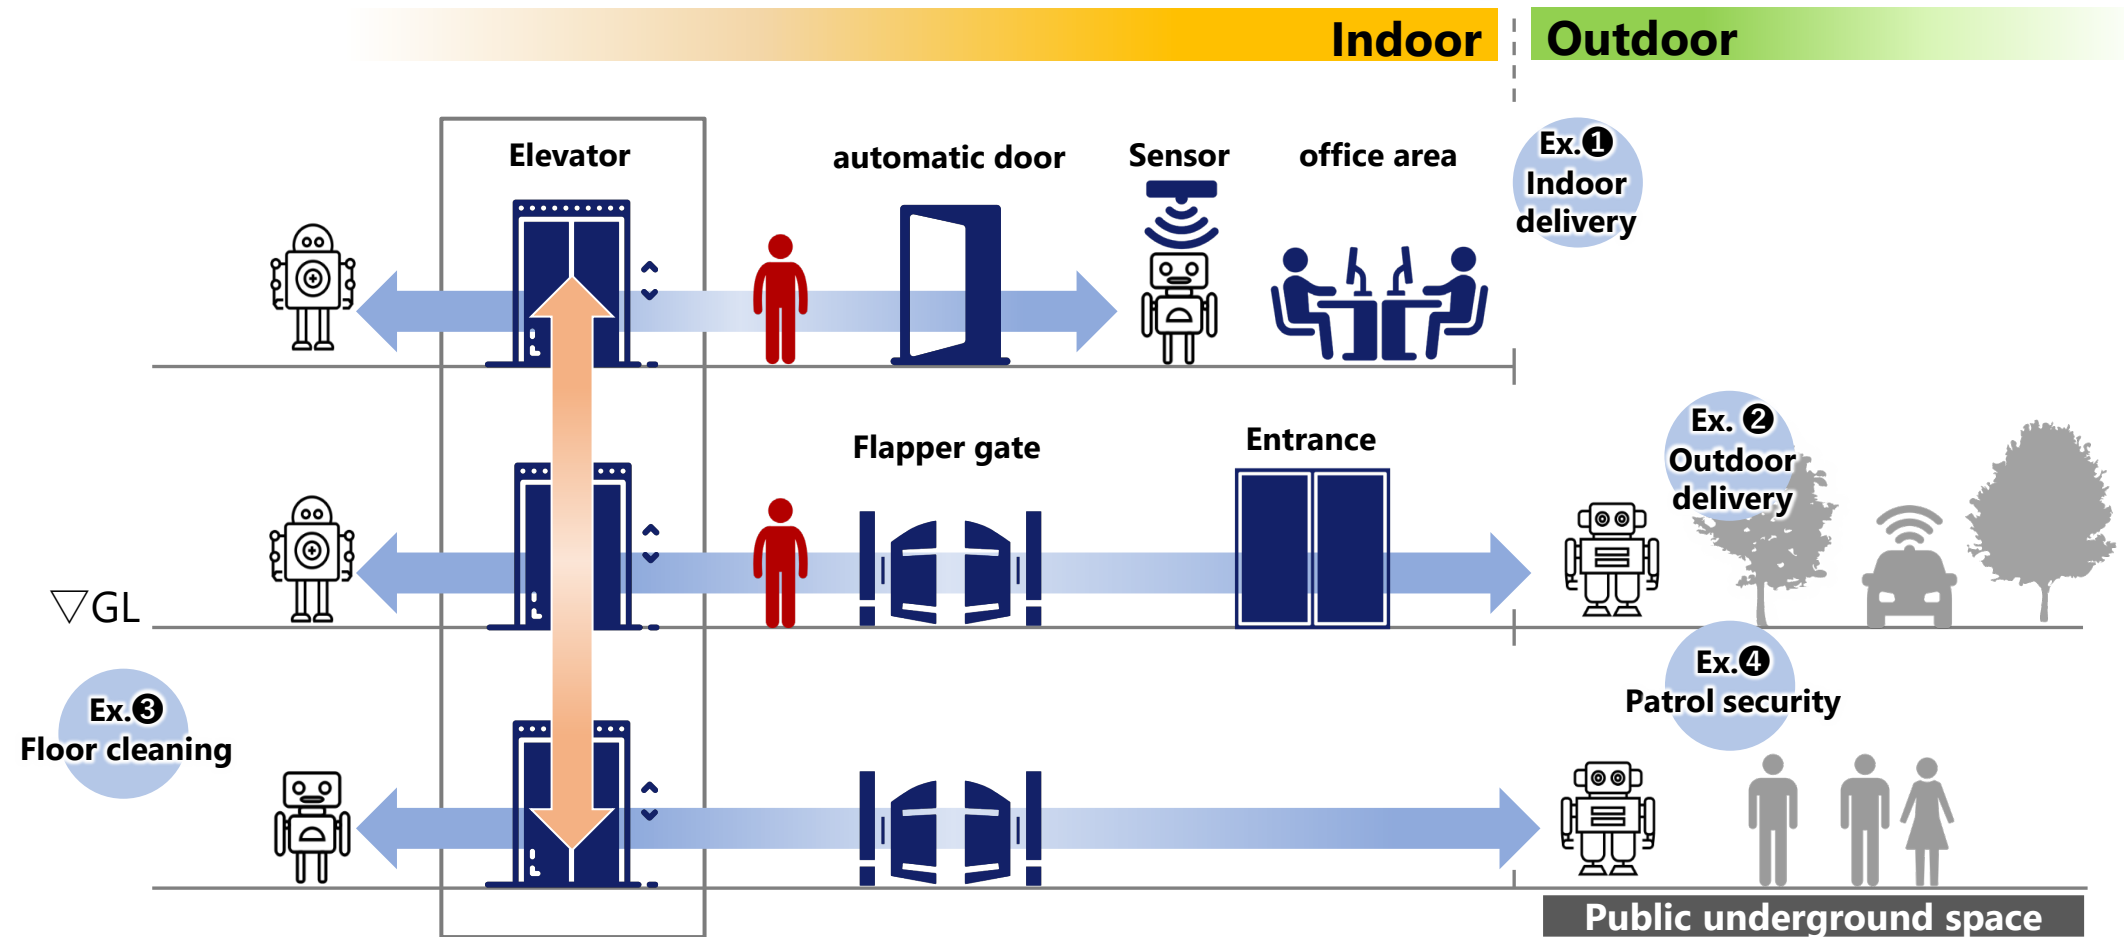 Indoor
Outdoor
Elevator
automatic door
Sensor
office area
Ex.❶
Indoor
delivery
Flapper gate
Entrance
Ex. ❷
Outdoor
delivery
▽GL
Ex.❸
Floor cleaning
Ex.❹
Patrol security
Public underground space